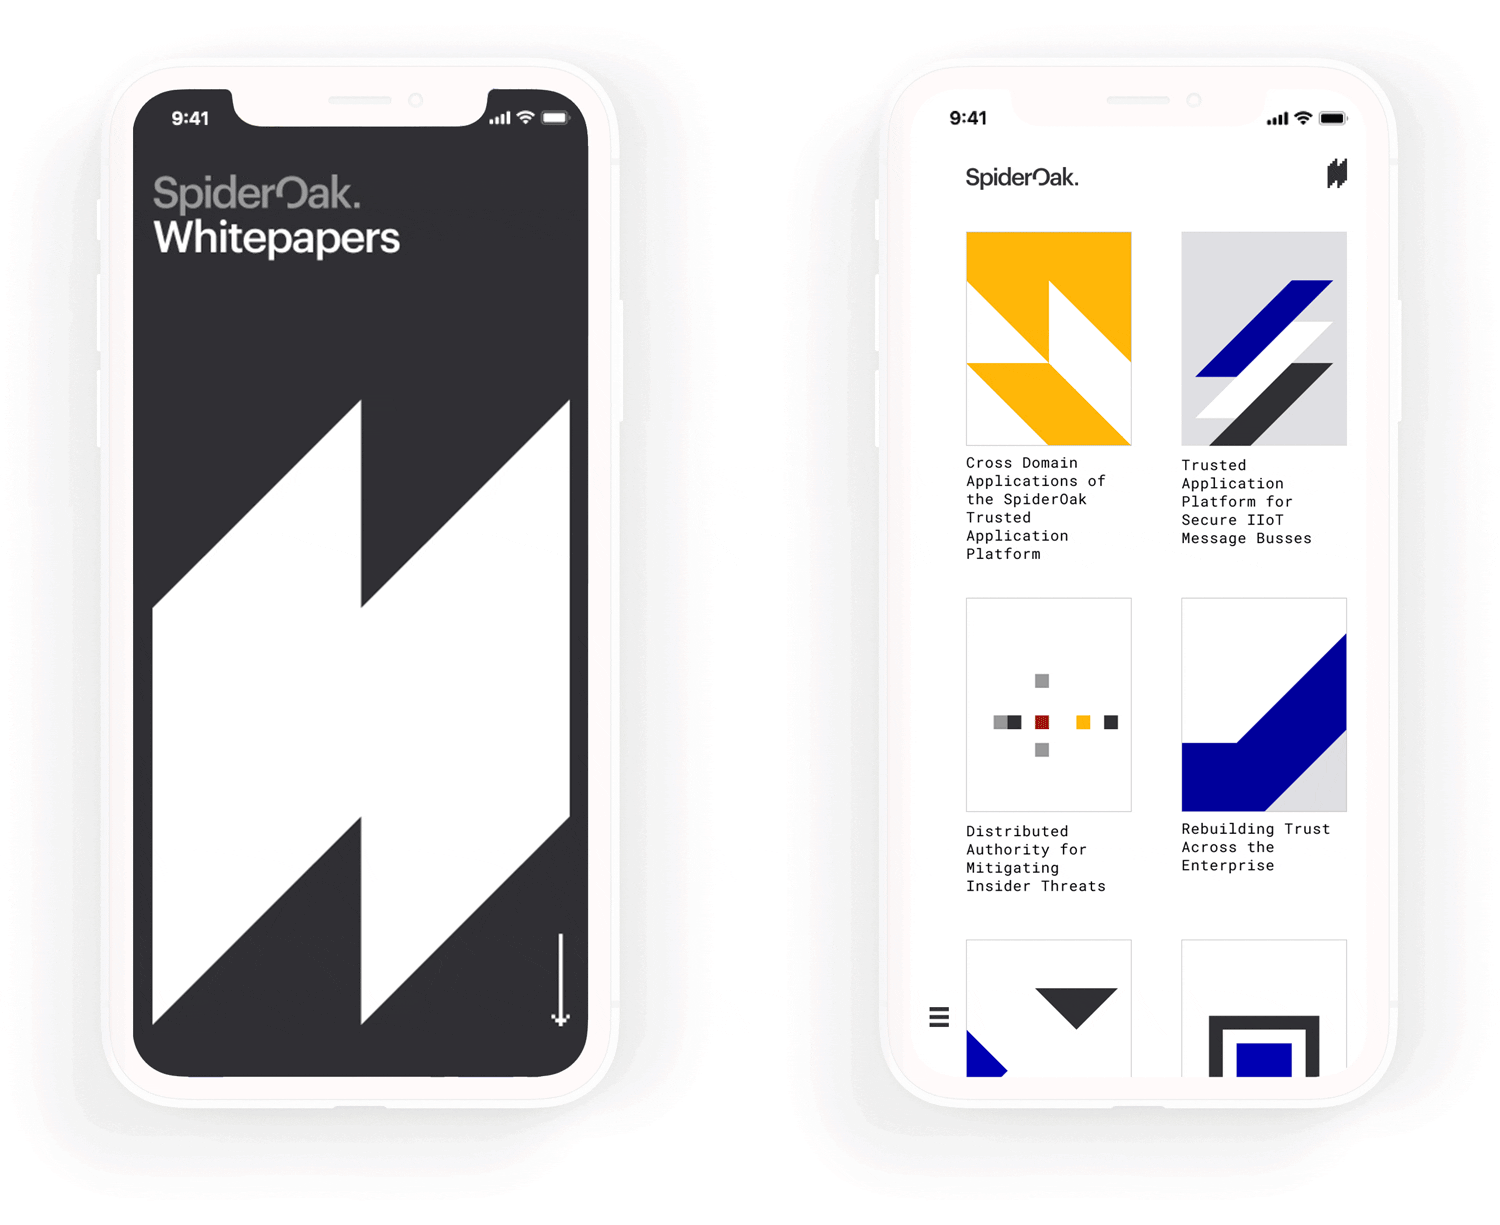 9:41
SpiderOak.
Whitepapers
9:41
SpiderOak.
Cross Domain
Applications of
the SpiderOak
Trusted
Application
Platform
Trusted
Application
Platform for
Secure IIoT
Message Busses
Distributed
Authority for
Mitigating
Insider Threats
Rebuilding Trust
Across the
Enterprise